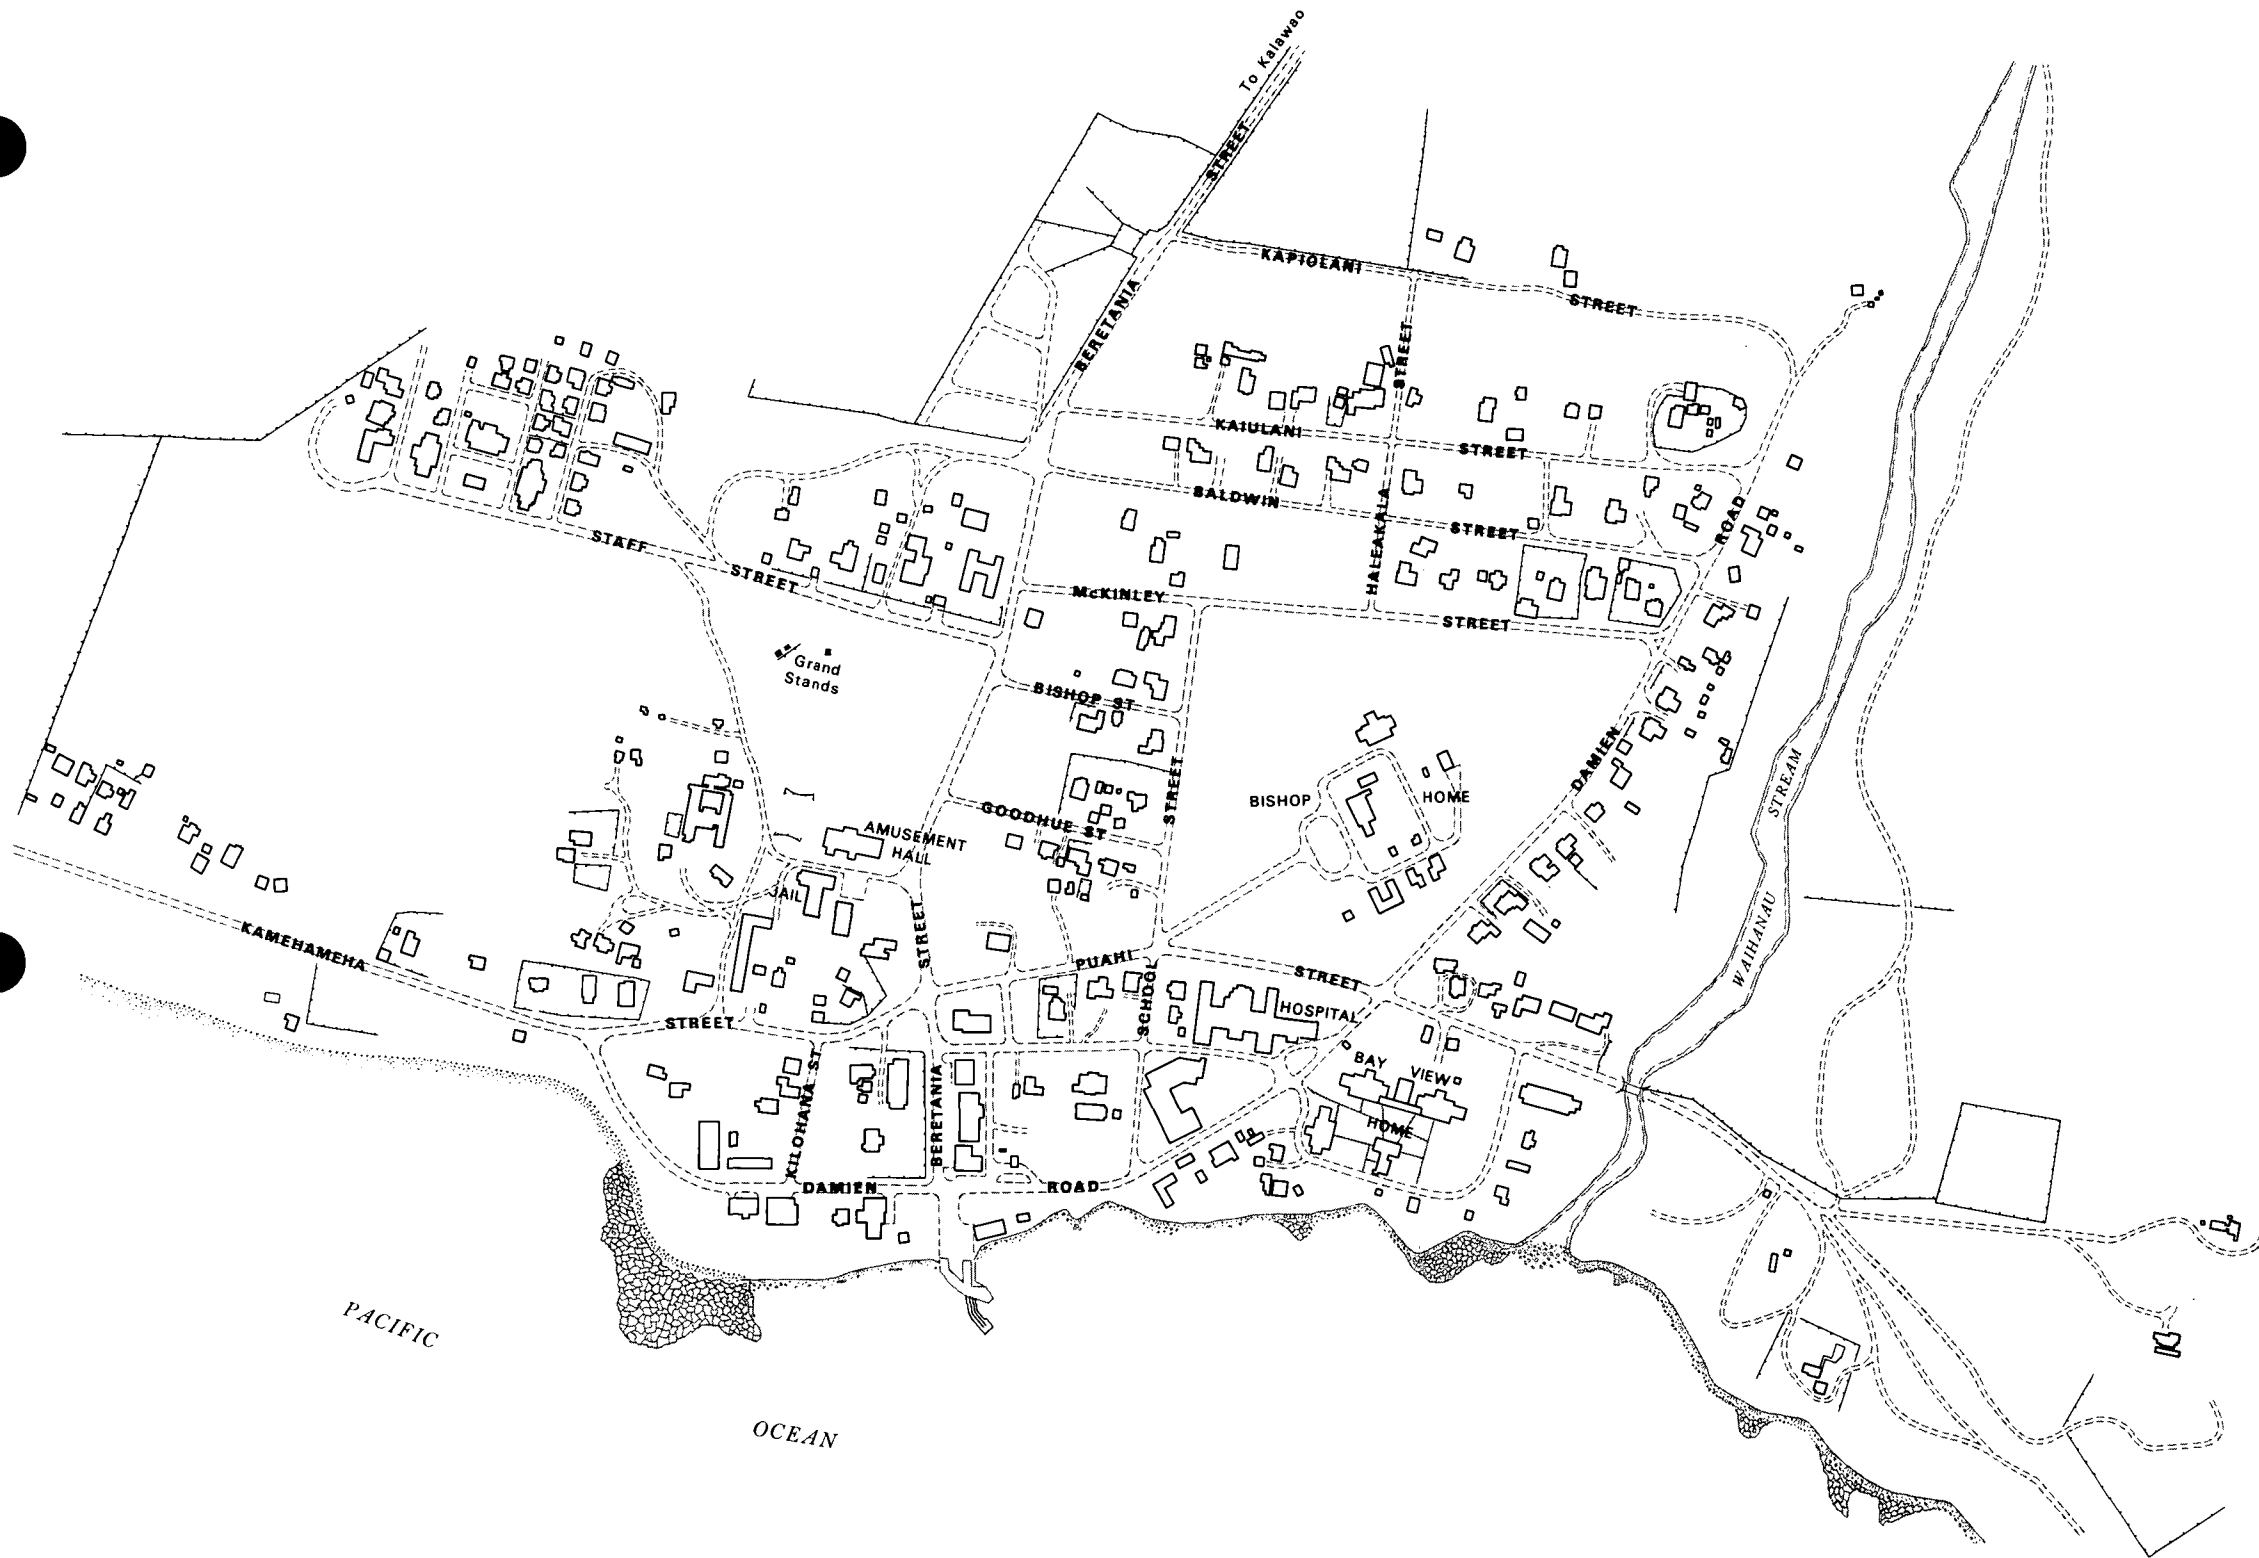 To Kalawao
STREET
KAPIOLANI
STREET
BERETANIA
STREET
KAIULANI
STREET
BALDWIN
STREET
HALEAKALA
ROAD
STAFF
STREET
McKINLEY
STREET
Grand
Stands
BISHOP ST
STREET
DAMIEN
BISHOP HOME
GOODHUE ST
AMUSEMENT
HALL
JAIL
STREET
STREAM
WAIHANAU
KAMEHAMEHA
STREET
PUAHI
STREET
SCHOOL
HOSPITAL
BAY
VIEW
HOME
KILOHANA ST
BERETANIA
DAMIEN
ROAD
PACIFIC
OCEAN